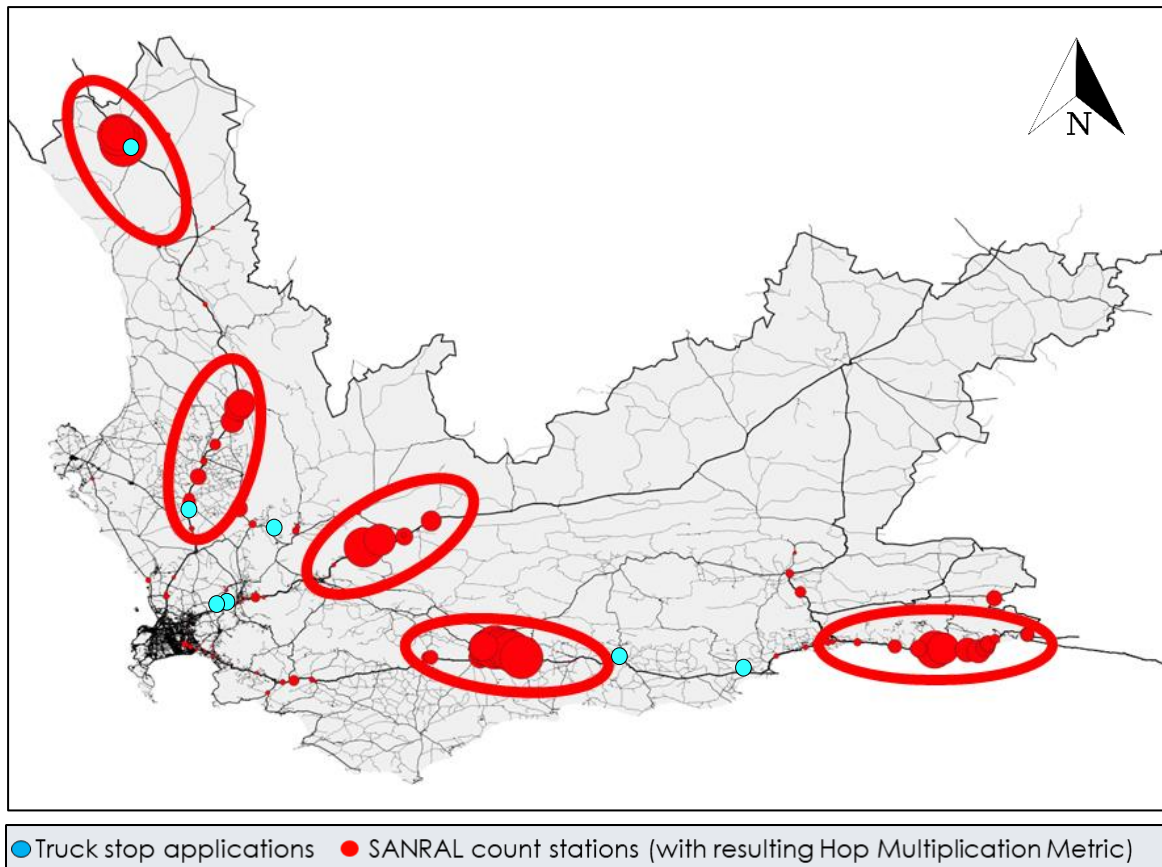 N
Truck stop applications
SANRAL count stations (with resulting Hop Multiplication Metric)